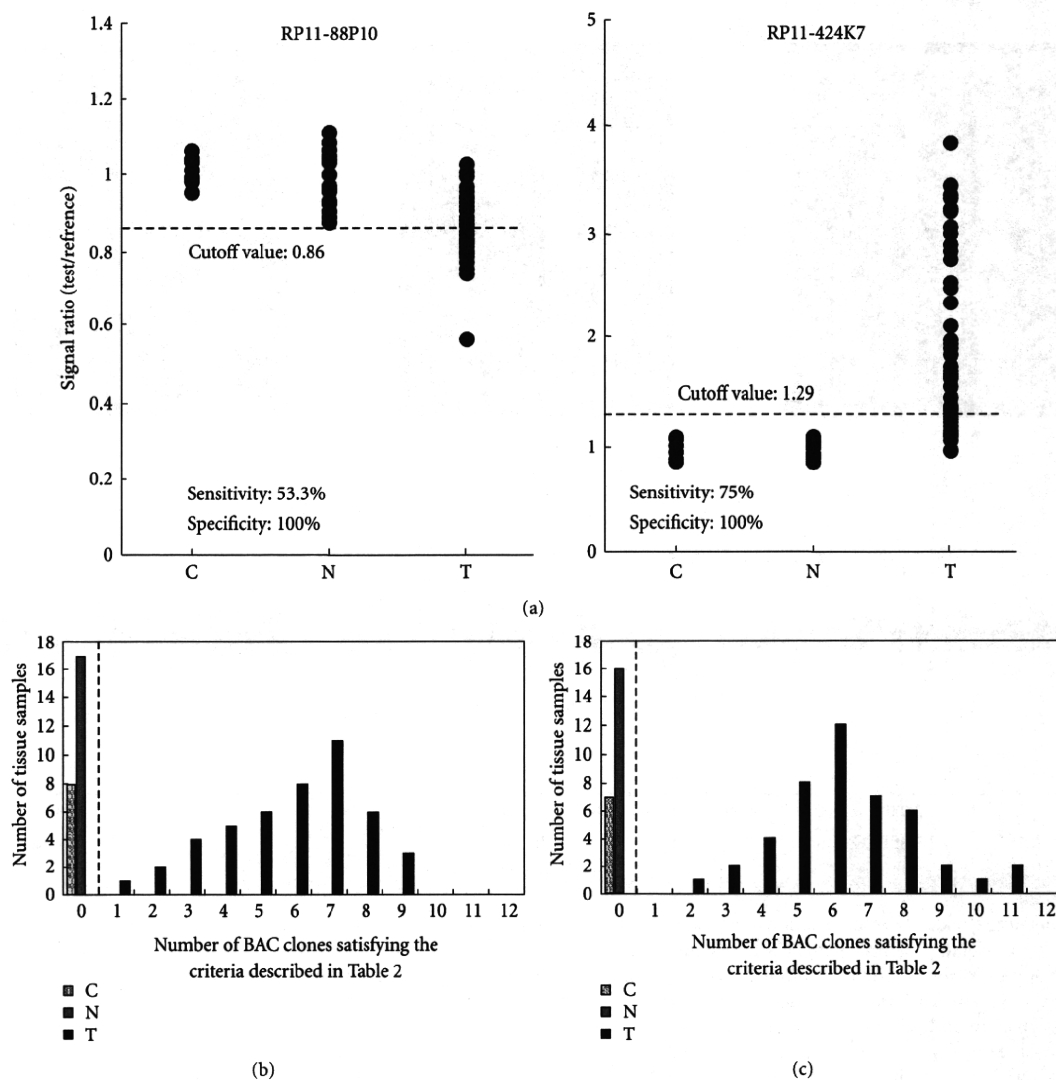 RP11-88P10
1.4
1.2
1
0.8
0.6
0.4
0.2
0
Signal ratio (test/refrence)
Cutoff value: 0.86
Sensitivity: 53.3%
Specificity: 100%
C N T
RP11-424K7
5
4
3
2
1
0
Cutoff value: 1.29
Sensitivity: 75%
Specificity: 100%
C N T
(a)
18
16
14
12
10
8
6
4
2
0
Number of tissue samples
0 1 2 3 4 5 6 7 8 9 10 11 12
Number of BAC clones satisfying the
criteria described in Table 2
C
N
T
(b)
18
16
14
12
10
8
6
4
2
0
Number of tissue samples
0 1 2 3 4 5 6 7 8 9 10 11 12
Number of BAC clones satisfying the
criteria described in Table 2
C
N
T
(c)